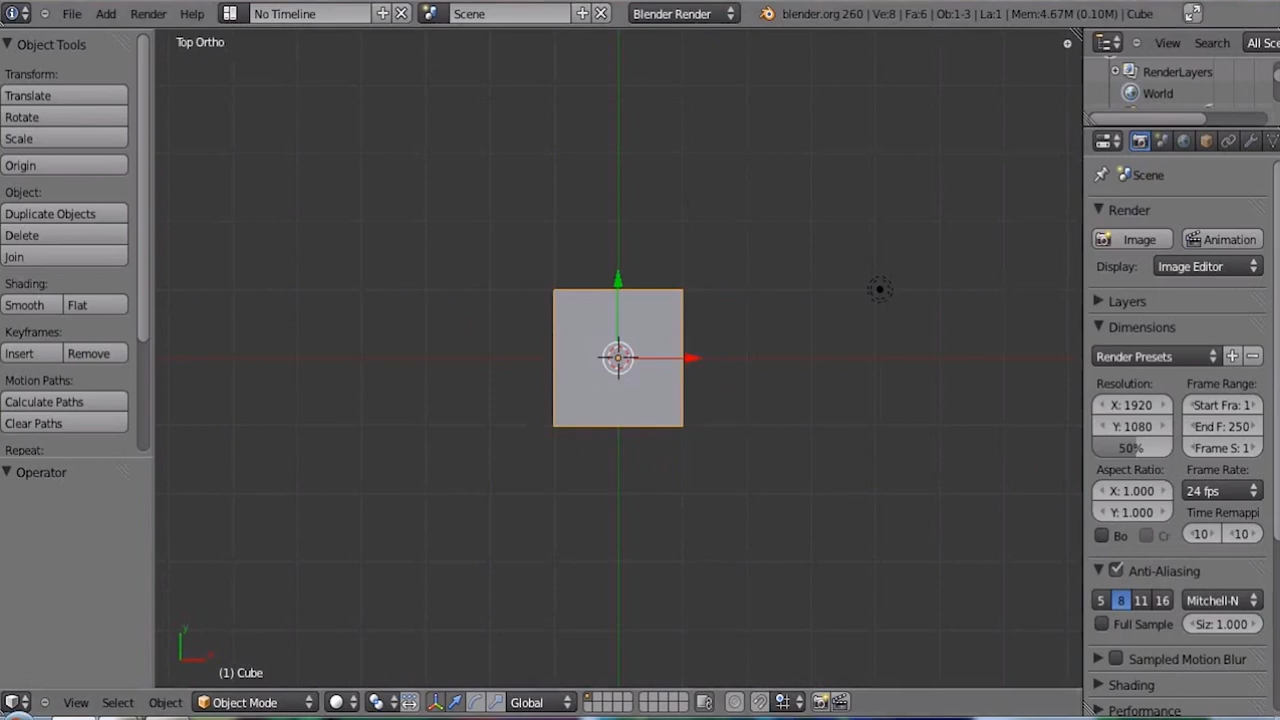 File Add Render Help No Timeline Scene Blender Render blender.org 260 | Ve:8 | Fa:6 | Ob:1-3 | La:1 | Mem:4.67M (0.10M) | Cube
Object Tools
Transform:
Translate
Rotate
Scale
Origin
Object:
Duplicate Objects
Delete
Join
Shading:
Smooth Flat
Keyframes:
Insert Remove
Motion Paths:
Calculate Paths
Clear Paths
Repeat:
Operator
Top Ortho
y
(1) Cube
View Select Object Object Mode Global
View Search All Sce
RenderLayers
World
Scene
Render
Image Animation
Display: Image Editor
Layers
Dimensions
Render Presets
Resolution: Frame Range:
X: 1920 Start Fra: 1
Y: 1080 End F: 250
50% Frame S: 1
Aspect Ratio: Frame Rate:
X: 1.000 24 fps
Y: 1.000 Time Remappi
Bo Cr 10 10
Anti-Aliasing
5 8 11 16 Mitchell-N
Full Sample Siz: 1.000
Sampled Motion Blur
Shading
Performance